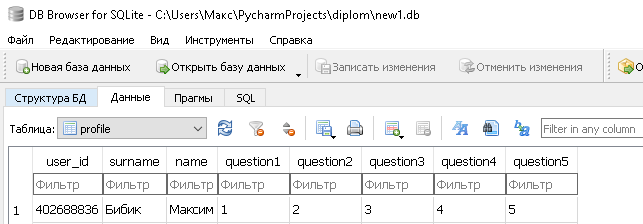 DB Browser for SQLite - C:\Users\Макс\PycharmProjects\diplom\new1.db
Файл Редактирование Вид Инструменты Справка
Новая база данных Открыть базу данных Записать изменения Отменить изменения
Структура БД Данные Прагмы SQL
Таблица: profile Filter in any column
user_id surname name question1 question2 question3 question4 question5
Фильтр Фильтр Фильтр Фильтр Фильтр Фильтр Фильтр Фильтр
1 402688836 Бибик Максим 1 2 3 4 5